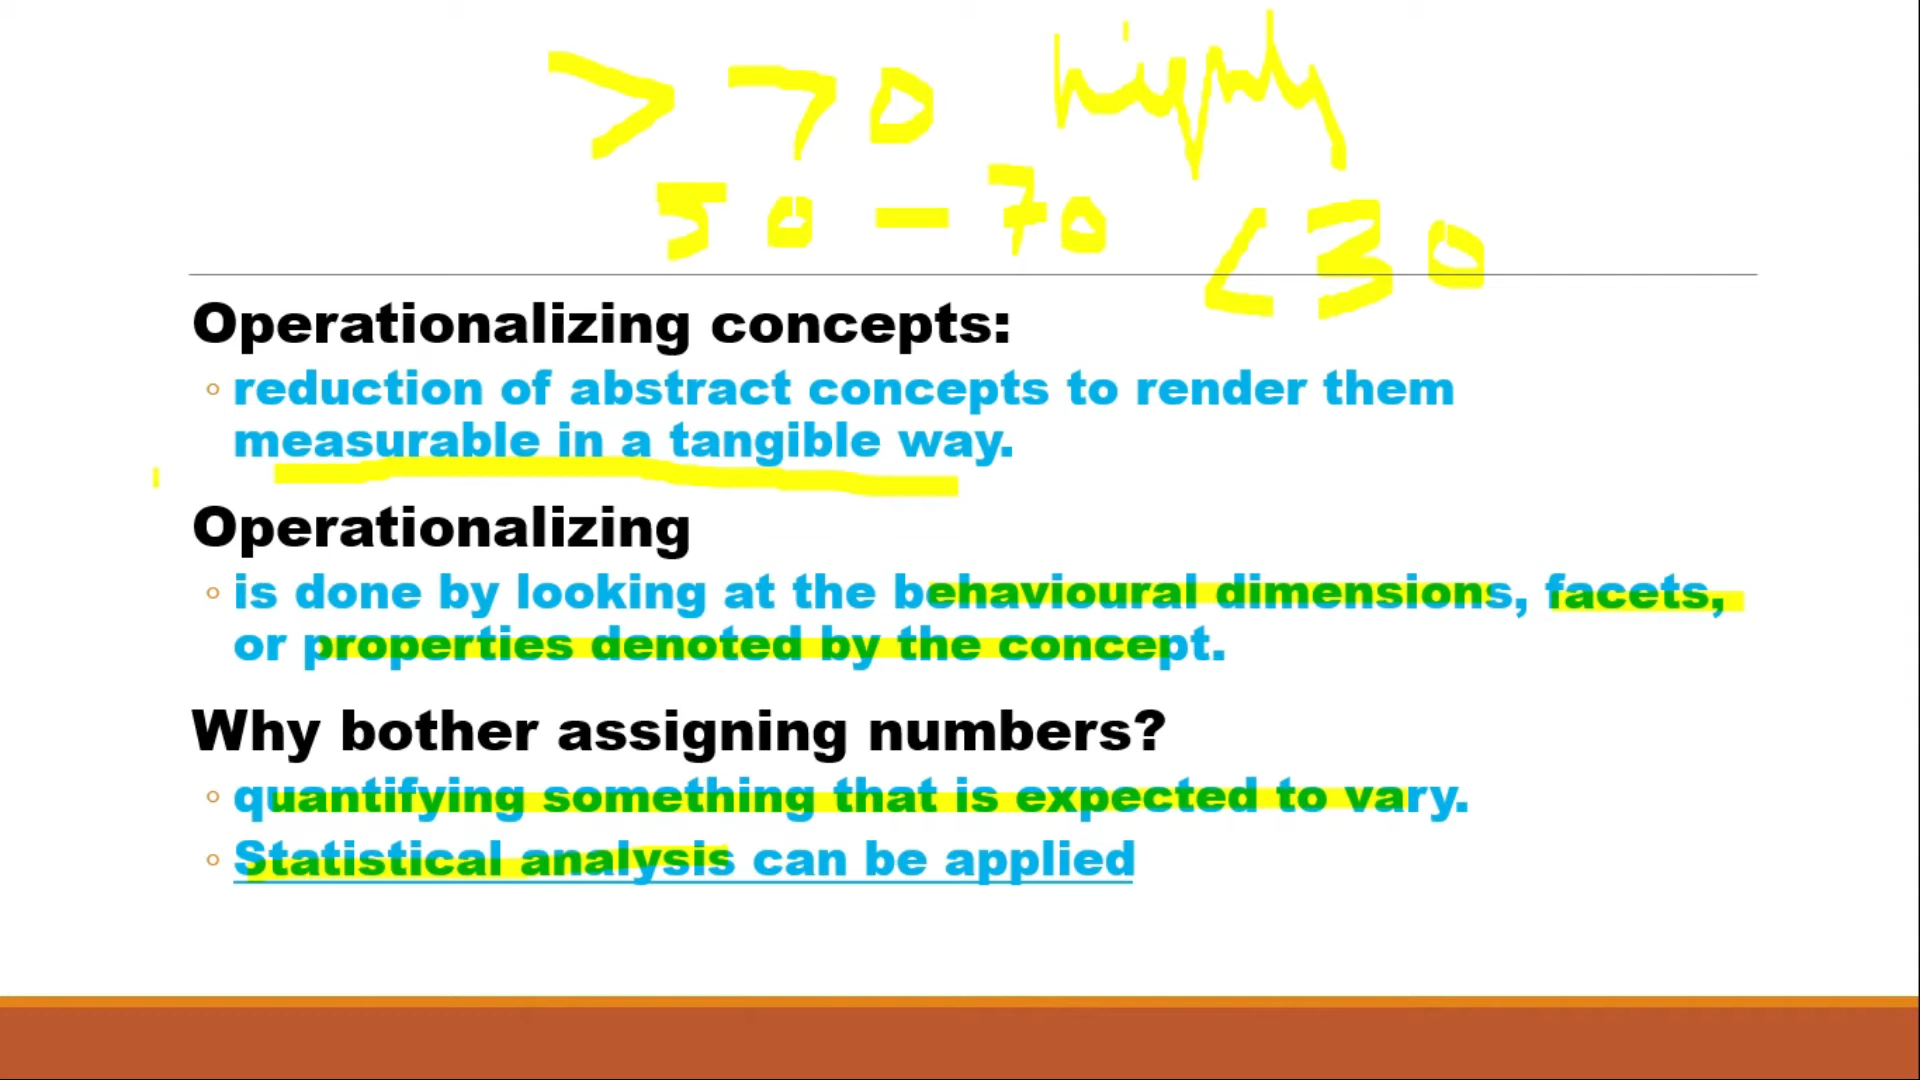 > 70 highly
50 - 70 < 30
Operationalizing concepts:
◦ reduction of abstract concepts to render them
measurable in a tangible way.
Operationalizing
◦ is done by looking at the behavioural dimensions, facets,
or properties denoted by the concept.
Why bother assigning numbers?
◦ quantifying something that is expected to vary.
◦ Statistical analysis can be applied